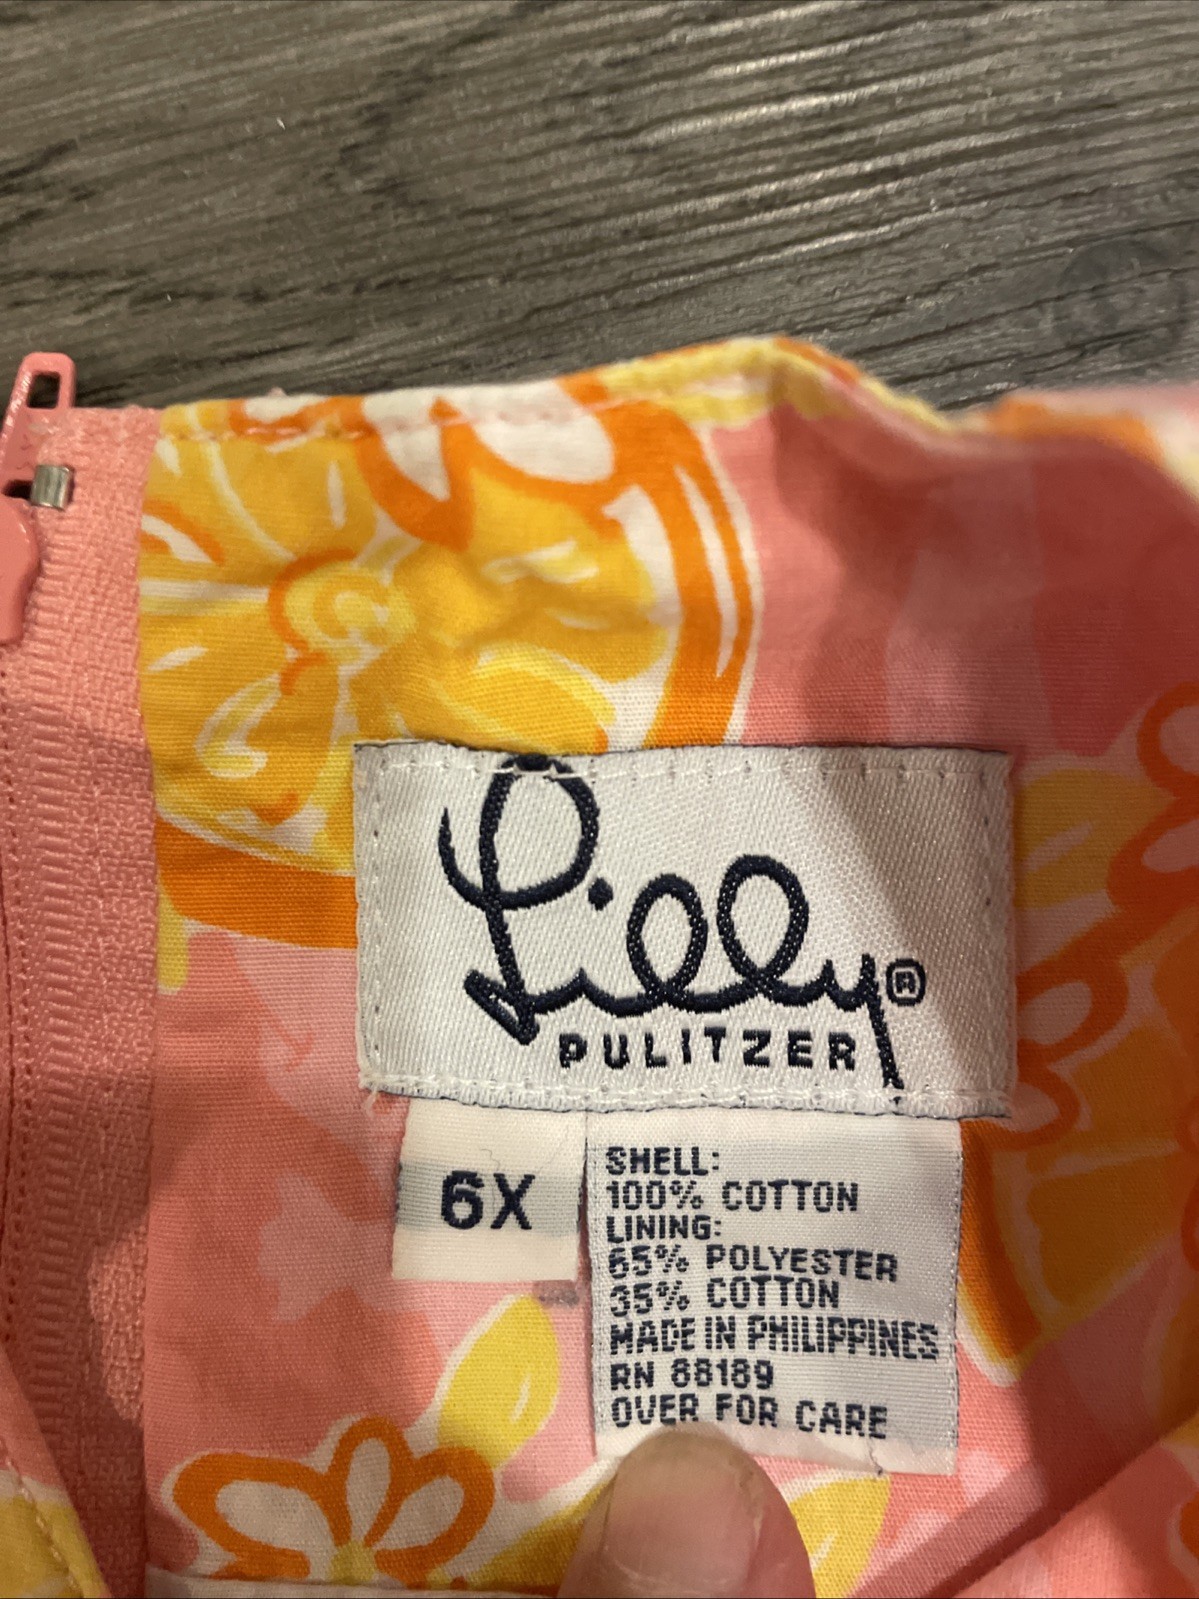 Lilly®
PULITZER
6X
SHELL:
100% COTTON
LINING:
65% POLYESTER
35% COTTON
MADE IN PHILIPPINES
RN 88189
OVER FOR CARE